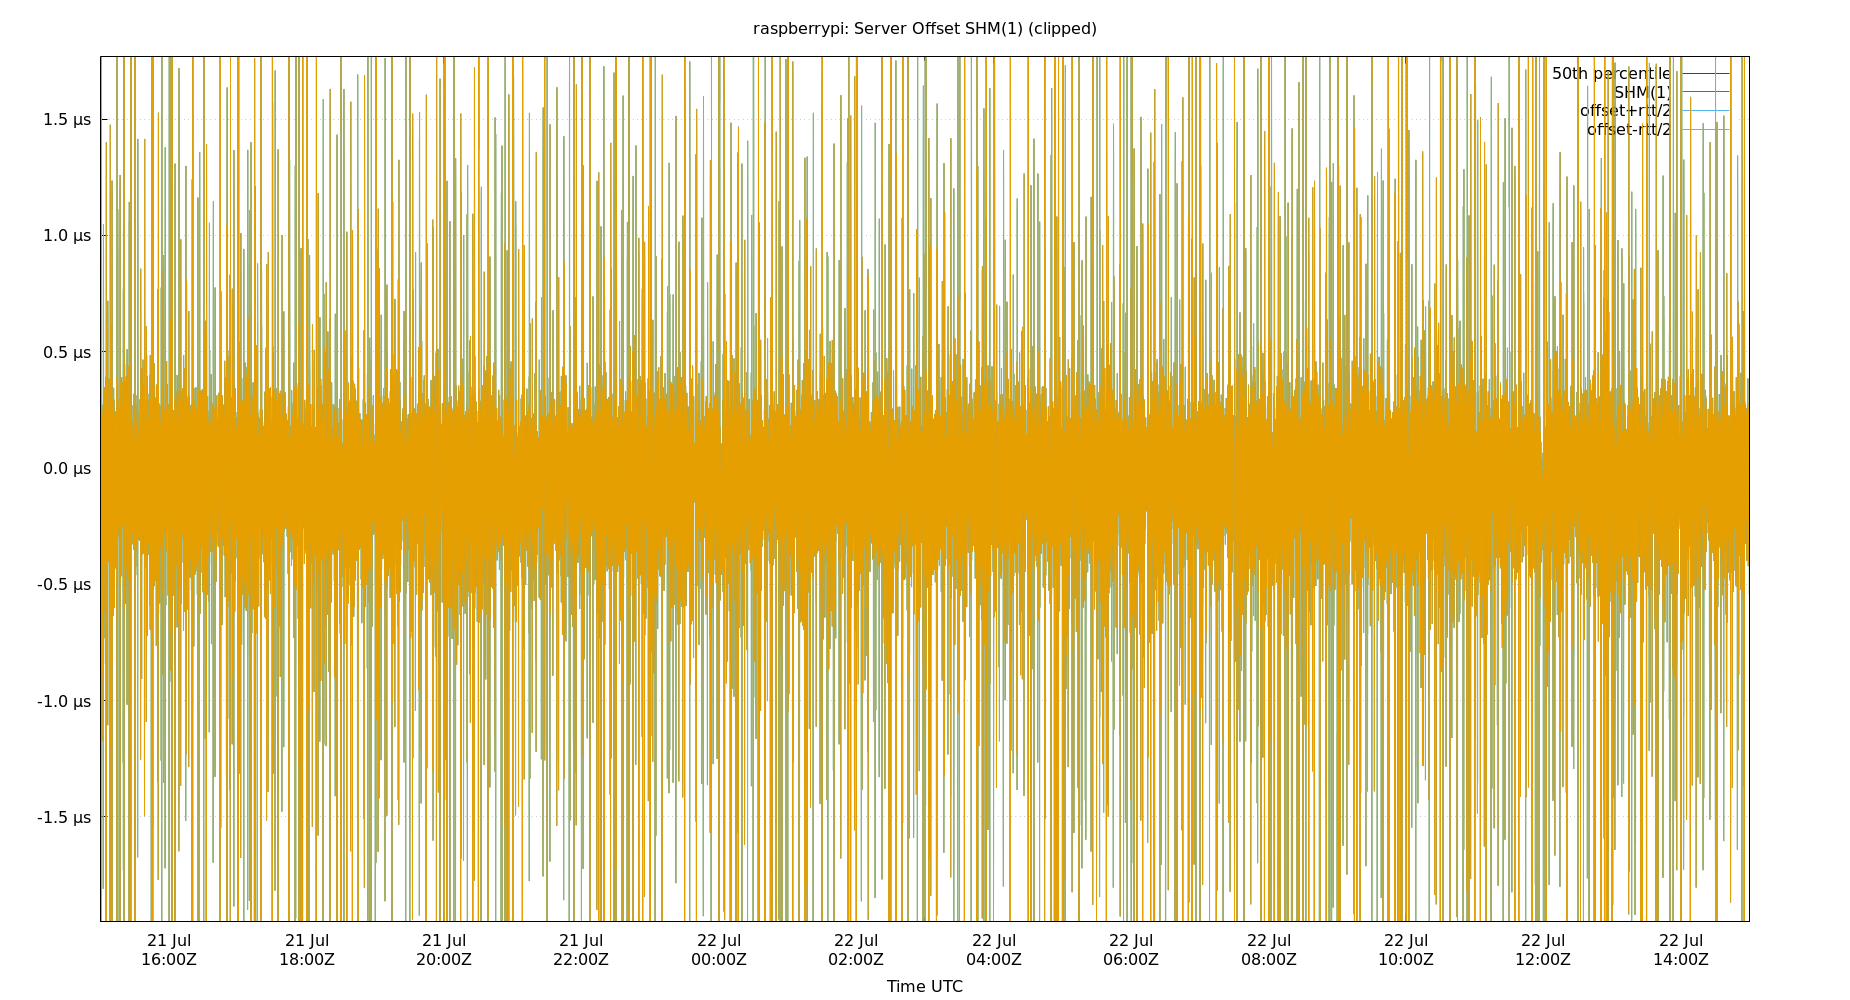 raspberrypi: Server Offset SHM(1) (clipped)
50th percentile
SHM(1)
offset+rtt/2
offset-rtt/2
1.5 µs
1.0 µs
0.5 µs
0.0 µs
-0.5 µs
-1.0 µs
-1.5 µs
21 Jul 21 Jul 21 Jul 21 Jul 22 Jul 22 Jul 22 Jul 22 Jul 22 Jul 22 Jul 22 Jul 22 Jul
16:00Z 18:00Z 20:00Z 22:00Z 00:00Z 02:00Z 04:00Z 06:00Z 08:00Z 10:00Z 12:00Z 14:00Z
Time UTC